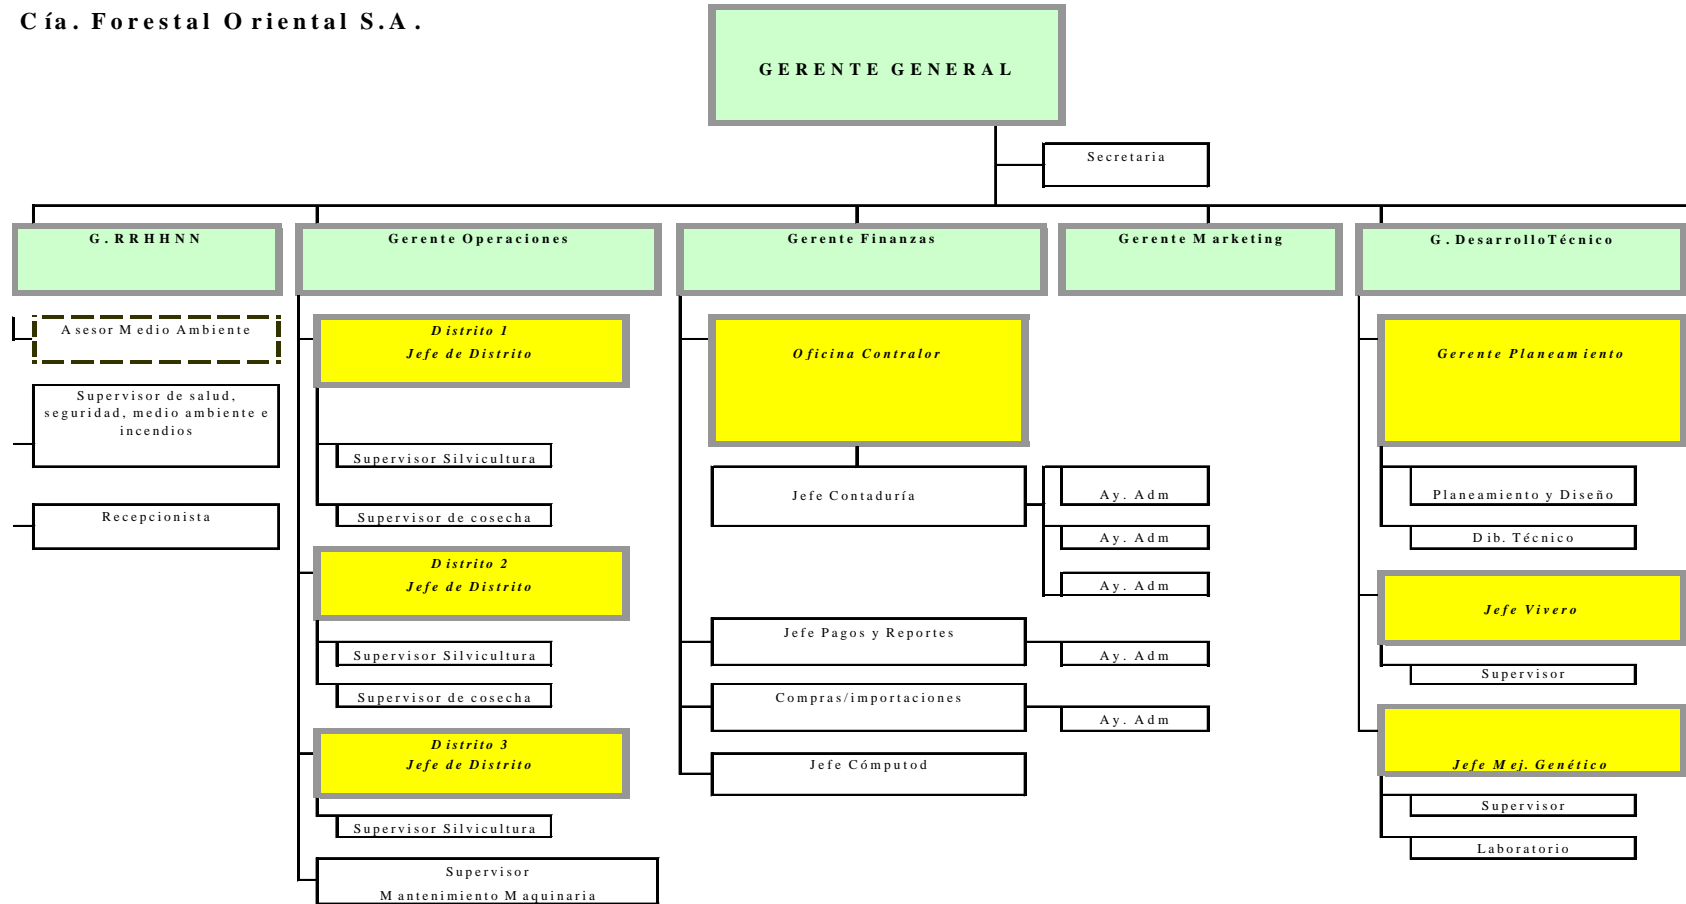 Cía. Forestal Oriental S.A.
GERENTE GENERAL
Secretaria
G. RRHHNN
Asesor Medio Ambiente
Supervisor de salud,
seguridad, medio ambiente e
incendios
Recepcionista
Gerente Operaciones
Distrito 1
Jefe de Distrito
Supervisor Silvicultura
Supervisor de cosecha
Distrito 2
Jefe de Distrito
Supervisor Silvicultura
Supervisor de cosecha
Distrito 3
Jefe de Distrito
Supervisor Silvicultura
Supervisor
Mantenimiento Maquinaria
Gerente Finanzas
Oficina Contralor
Jefe Contaduría
Ay. Adm
Ay. Adm
Ay. Adm
Jefe Pagos y Reportes
Ay. Adm
Compras/importaciones
Ay. Adm
Jefe Cómputod
Gerente Marketing
G. DesarrolloTécnico
Gerente Planeamiento
Planeamiento y Diseño
Dib. Técnico
Jefe Vivero
Supervisor
Jefe Mej. Genético
Supervisor
Laboratorio